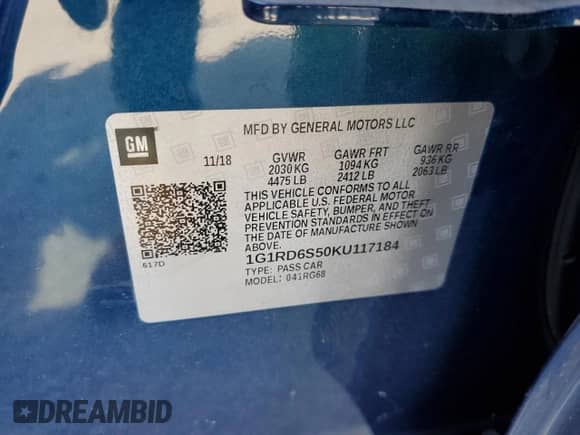 GM
MFD BY GENERAL MOTORS LLC
11/18 GVWR GAWR FRT GAWR RR
2030 KG 1094 KG 936 KG
4475 LB 2412 LB 2063 LB
THIS VEHICLE CONFORMS TO ALL
APPLICABLE U.S. FEDERAL MOTOR
VEHICLE SAFETY, BUMPER, AND THEFT
PREVENTION STANDARDS IN EFFECT ON
THE DATE OF MANUFACTURE SHOWN
ABOVE.
1G1RD6S50KU117184
617D
TYPE: PASS CAR
MODEL: 041RG68
DREAMBID